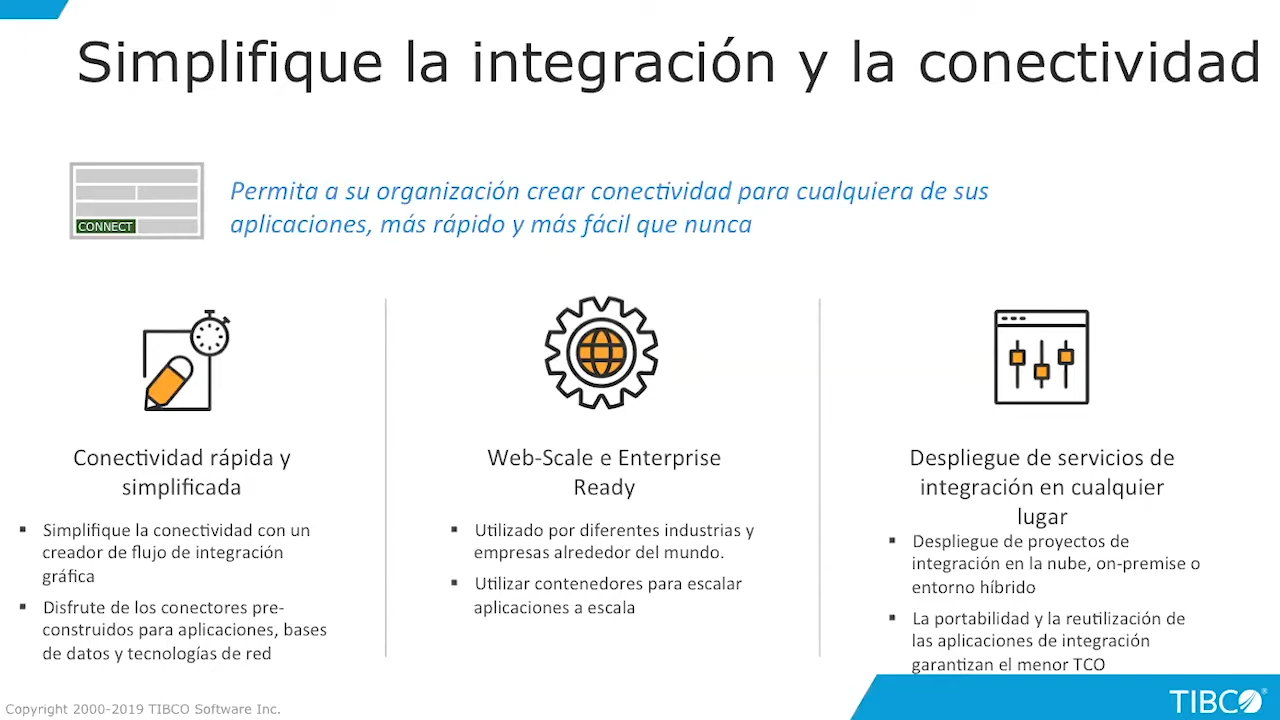 Simplifique la integración y la conectividad
CONNECT
Permita a su organización crear conectividad para cualquiera de sus
aplicaciones, más rápido y más fácil que nunca
Conectividad rápida y
simplificada
▪ Simplifique la conectividad con un
creador de flujo de integración
gráfica
▪ Disfrute de los conectores pre-
construidos para aplicaciones, bases
de datos y tecnologías de red
Web-Scale e Enterprise
Ready
▪ Utilizado por diferentes industrias y
empresas alrededor del mundo.
▪ Utilizar contenedores para escalar
aplicaciones a escala
Despliegue de servicios de
integración en cualquier
lugar
▪ Despliegue de proyectos de
integración en la nube, on-premise o
entorno híbrido
▪ La portabilidad y la reutilización de
las aplicaciones de integración
garantizan el menor TCO
Copyright 2000-2019 TIBCO Software Inc.
TIBCO®